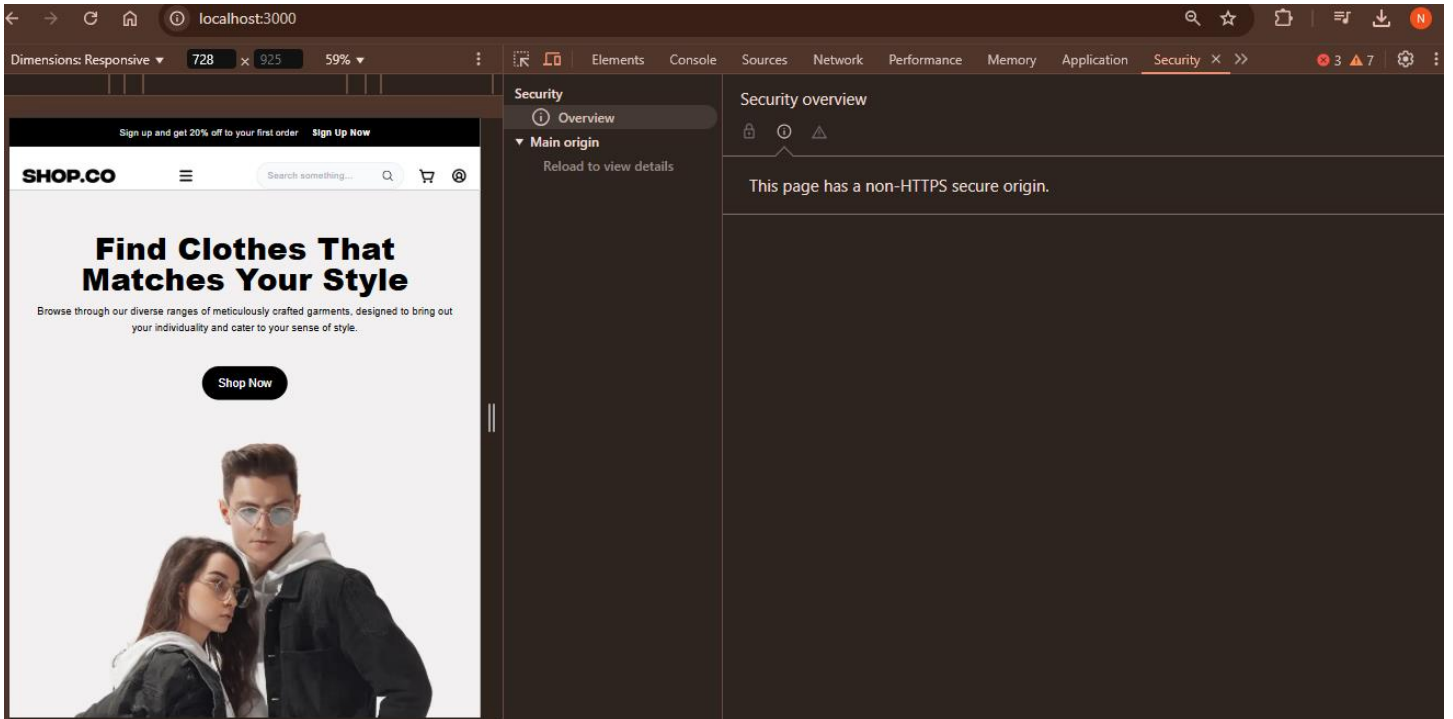 localhost:3000
N
Dimensions: Responsive 728 × 925 59%
Elements Console Sources Network Performance Memory Application Security × 3 7
Sign up and get 20% off to your first order Sign Up Now
SHOP.CO Search something...
Find Clothes That
Matches Your Style
Browse through our diverse ranges of meticulously crafted garments, designed to bring out
your individuality and cater to your sense of style.
Shop Now
Security
Overview
Main origin
Reload to view details
Security overview
This page has a non-HTTPS secure origin.